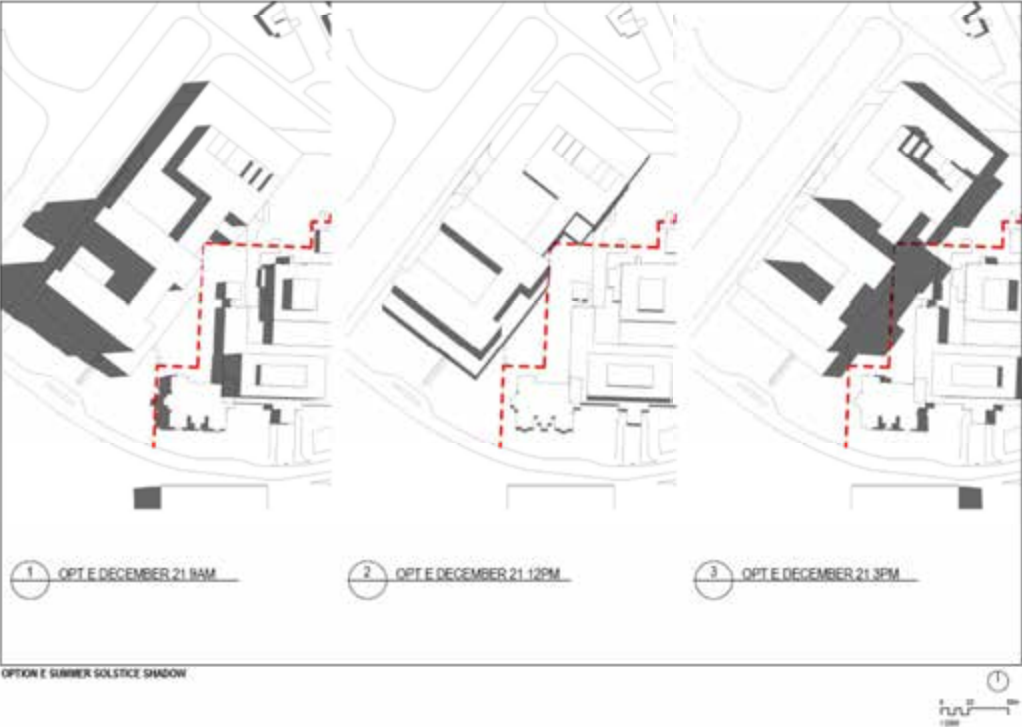 1 OPT E DECEMBER 21 9AM
2 OPT E DECEMBER 21 12PM
3 OPT E DECEMBER 21 3PM
OPTION E SUMMER SOLSTICE SHADOW